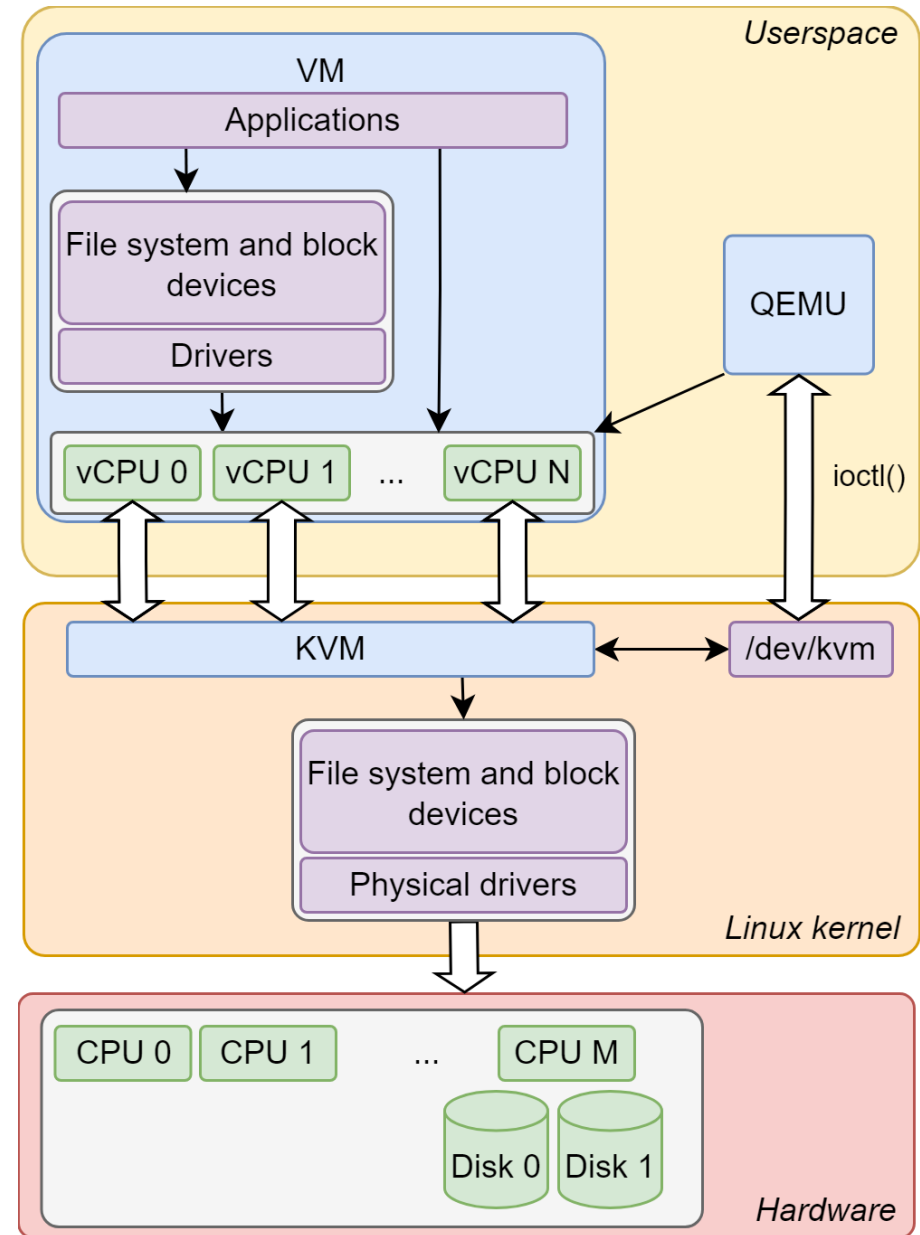 Userspace
VM
Applications
File system and block
devices
Drivers
QEMU
vCPU 0
vCPU 1
...
vCPU N
ioctl()
KVM
/dev/kvm
File system and block
devices
Physical drivers
Linux kernel
CPU 0
CPU 1
...
CPU M
Disk 0
Disk 1
Hardware